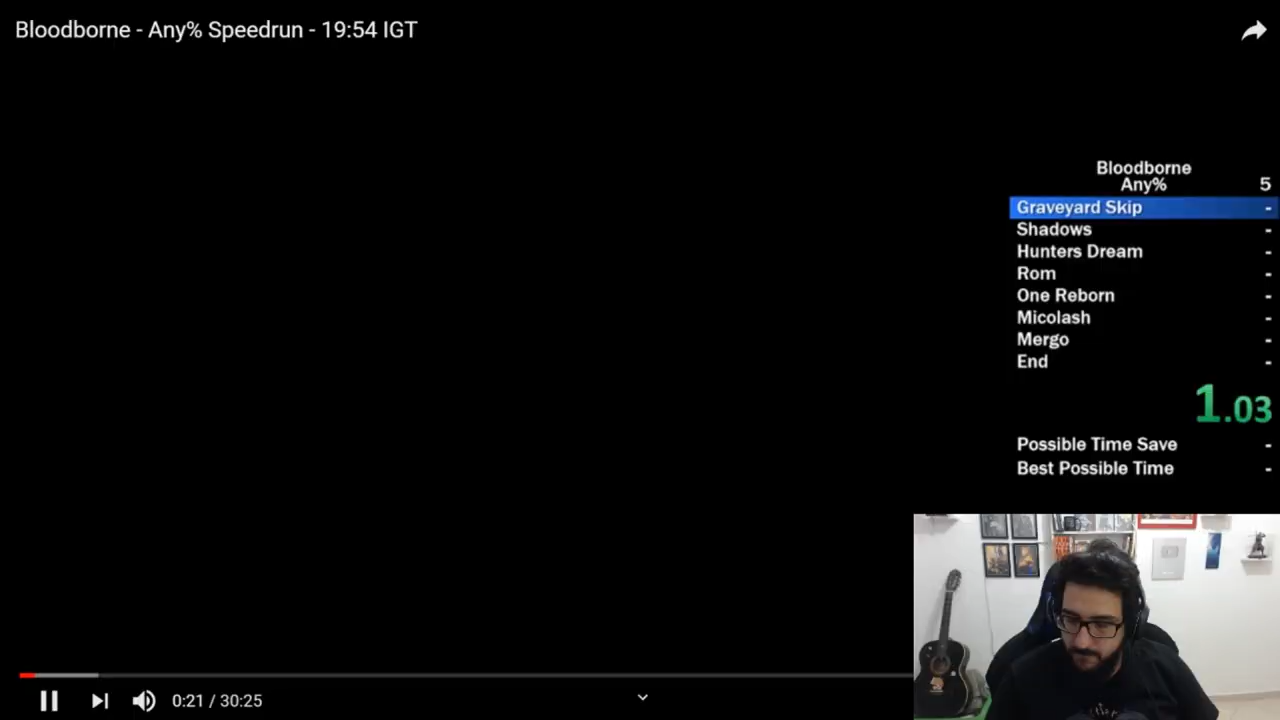 Bloodborne - Any% Speedrun - 19:54 IGT
Bloodborne
Any% 5
Graveyard Skip -
Shadows -
Hunters Dream -
Rom -
One Reborn -
Micolash -
Mergo -
End -
1.03
Possible Time Save -
Best Possible Time -
0:21 / 30:25